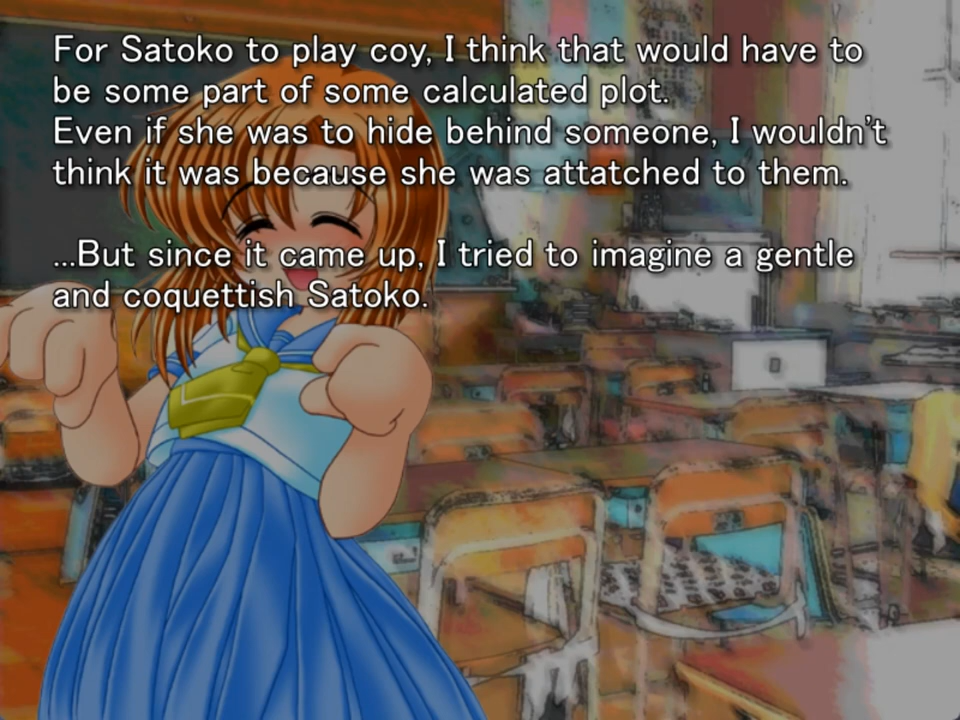 For Satoko to play coy, I think that would have to
be some part of some calculated plot.
Even if she was to hide behind someone, I wouldn't
think it was because she was attatched to them.
...But since it came up, I tried to imagine a gentle
and coquettish Satoko.